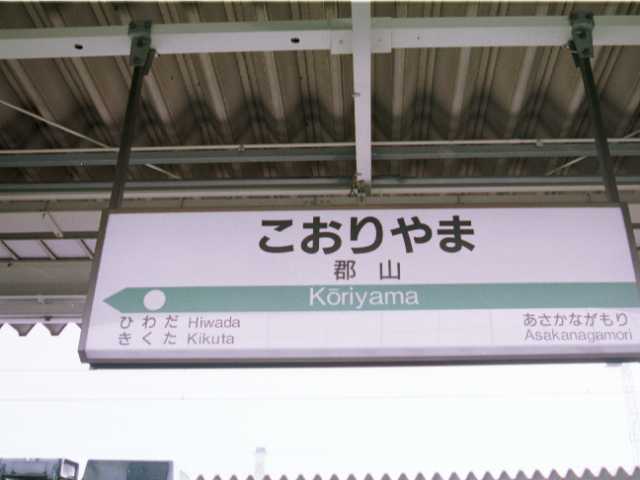 こおりやま
郡山
Kōriyama
ひわだ Hiwada
きくた Kikuta
あさかながもり
Asakanagamori